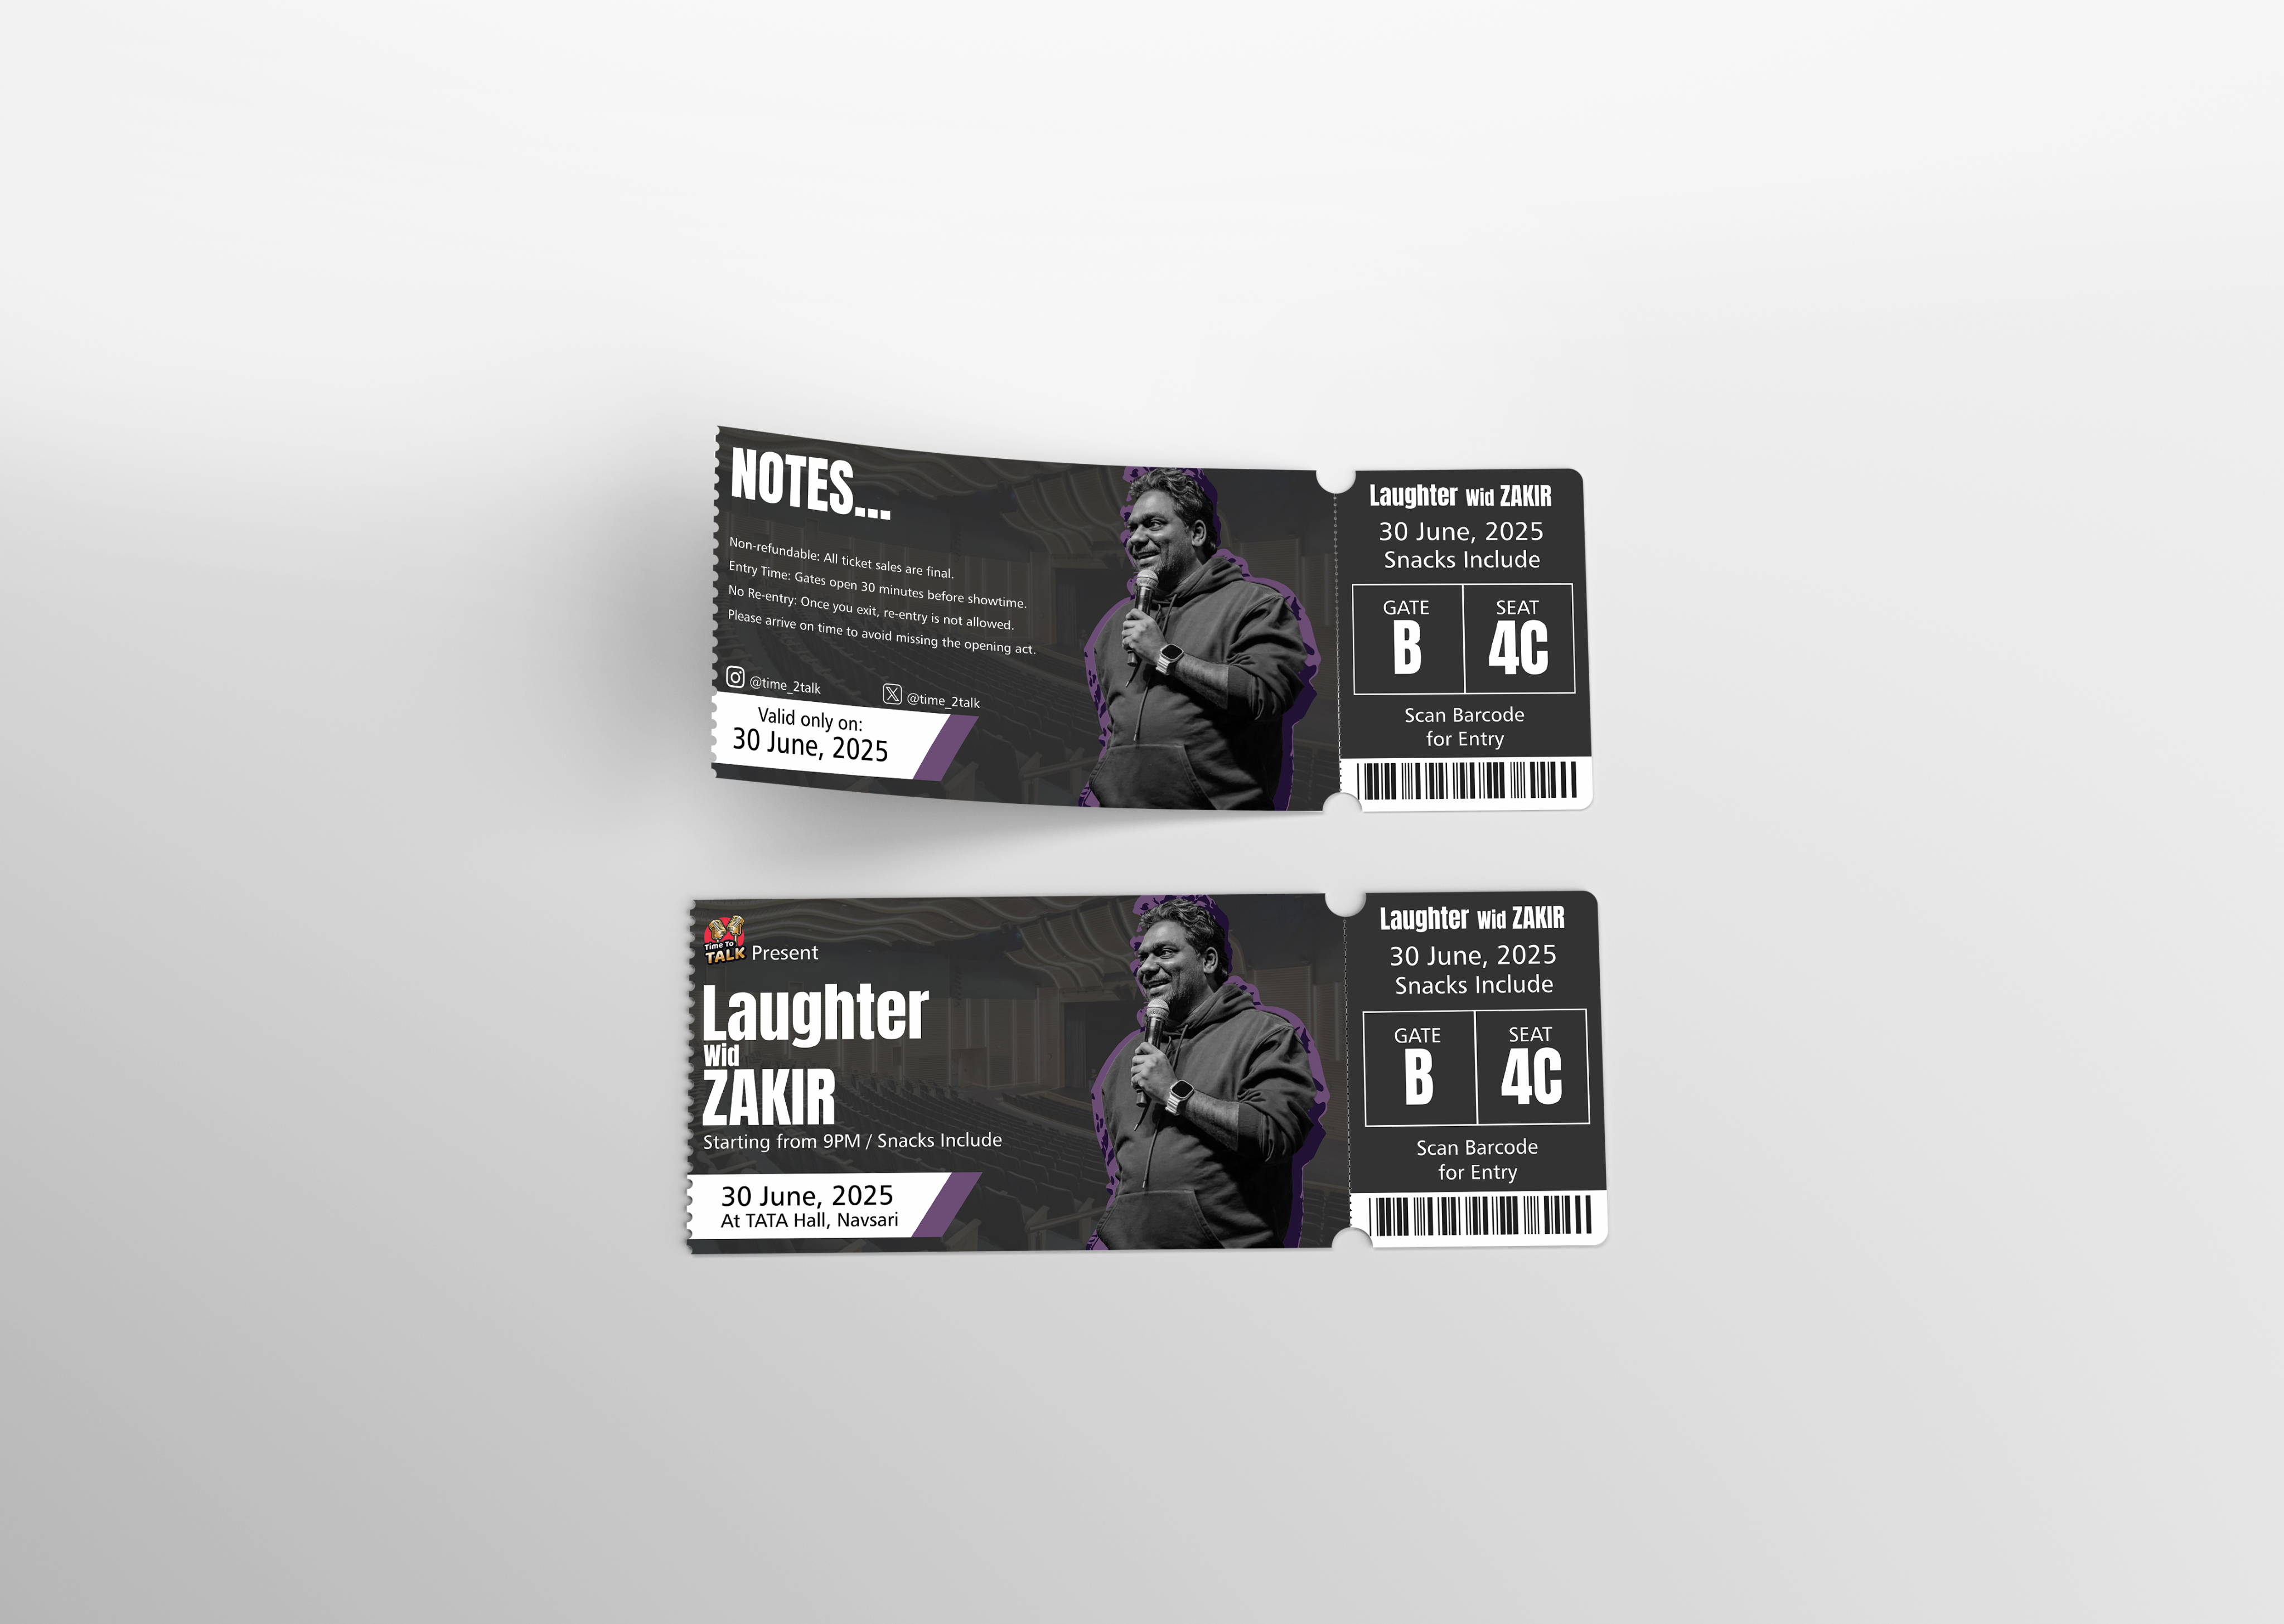 NOTES...
Non-refundable: All ticket sales are final.
Entry Time: Gates open 30 minutes before showtime.
No Re-entry: Once you exit, re-entry is not allowed.
Please arrive on time to avoid missing the opening act.
@time_2talk
@time_2talk
Valid only on:
30 June, 2025
Laughter Wid ZAKIR
30 June, 2025
Snacks Include
GATE
B
SEAT
4C
Scan Barcode
for Entry
Time To
TALK
Present
Laughter
Wid
ZAKIR
Starting from 9PM / Snacks Include
30 June, 2025
At TATA Hall, Navsari
Laughter Wid ZAKIR
30 June, 2025
Snacks Include
GATE
B
SEAT
4C
Scan Barcode
for Entry